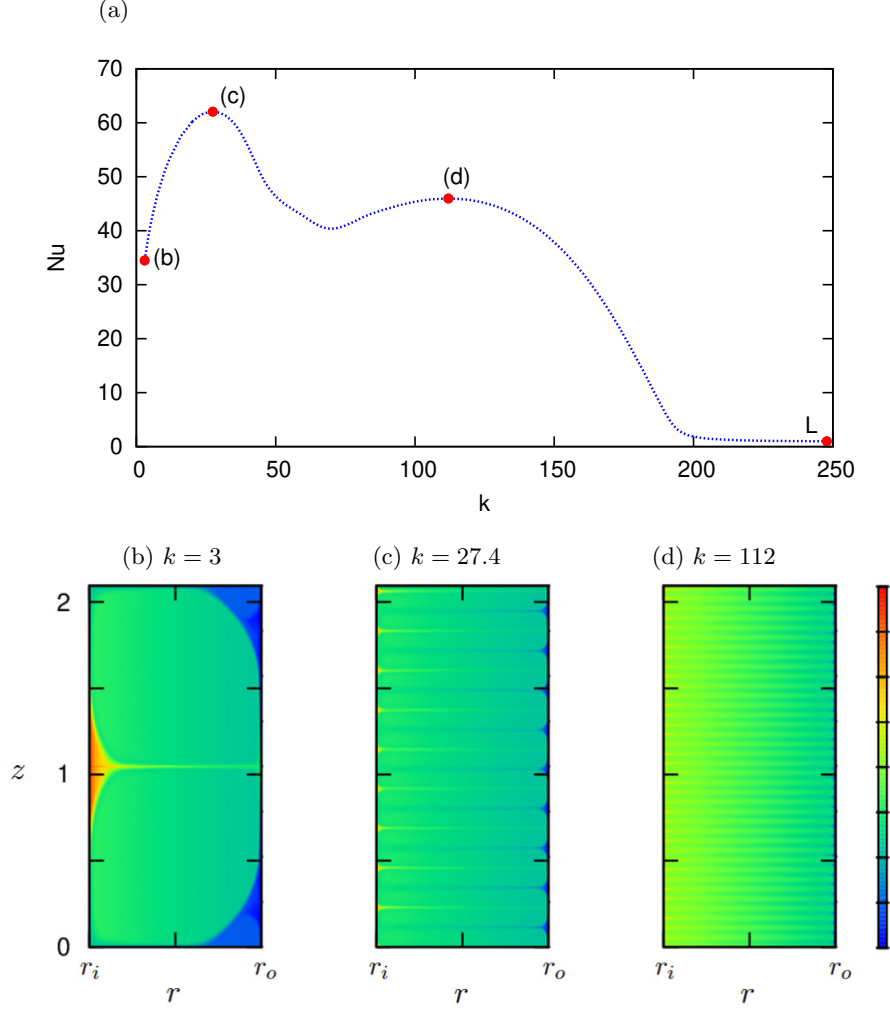 (a)
70
60
50
40
30
20
10
0
Nu
(b)
(c)
(d)
L
0 50 100 150 200 250
k
(b) k = 3
(c) k = 27.4
(d) k = 112
2
1
0
z
r_i r_o
r
r_i r_o
r
r_i r_o
r